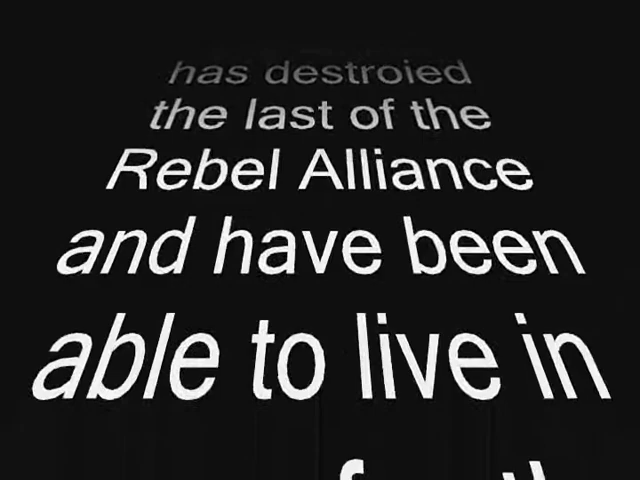 has destroied
the last of the
Rebel Alliance
and have been
able to live in